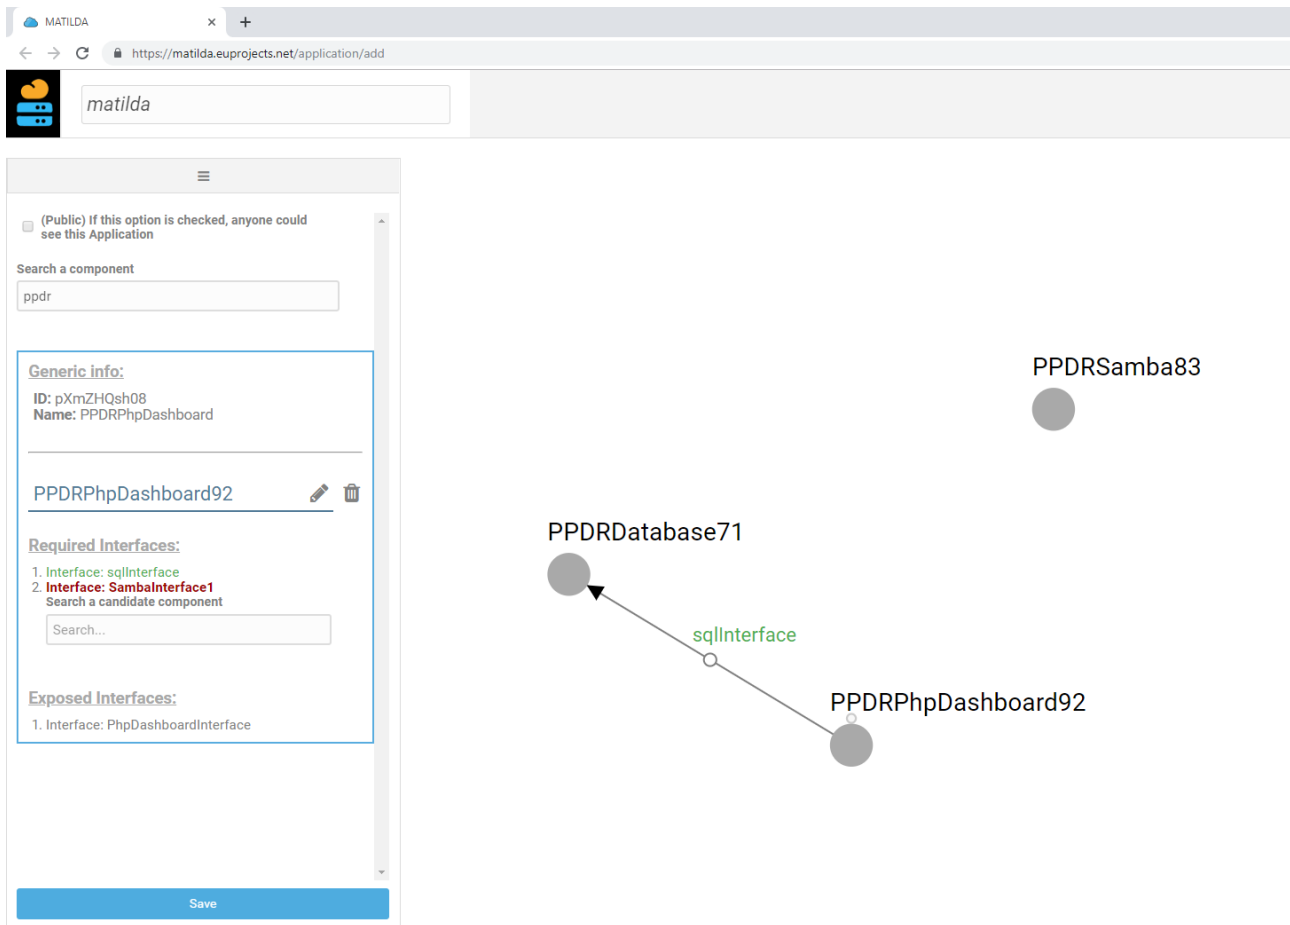 MATILDA
https://matilda.euprojects.net/application/add
matilda
(Public) If this option is checked, anyone could
see this Application
Search a component
ppdr
Generic info:
ID: pXmZHQsh08
Name: PPDRPhpDashboard
PPDRPhpDashboard92
Required Interfaces:
1. Interface: sqlInterface
2. Interface: SambaInterface1
Search a candidate component
Search...
Exposed Interfaces:
1. Interface: PhpDashboardInterface
Save
PPDRSamba83
PPDRDatabase71
sqlInterface
PPDRPhpDashboard92